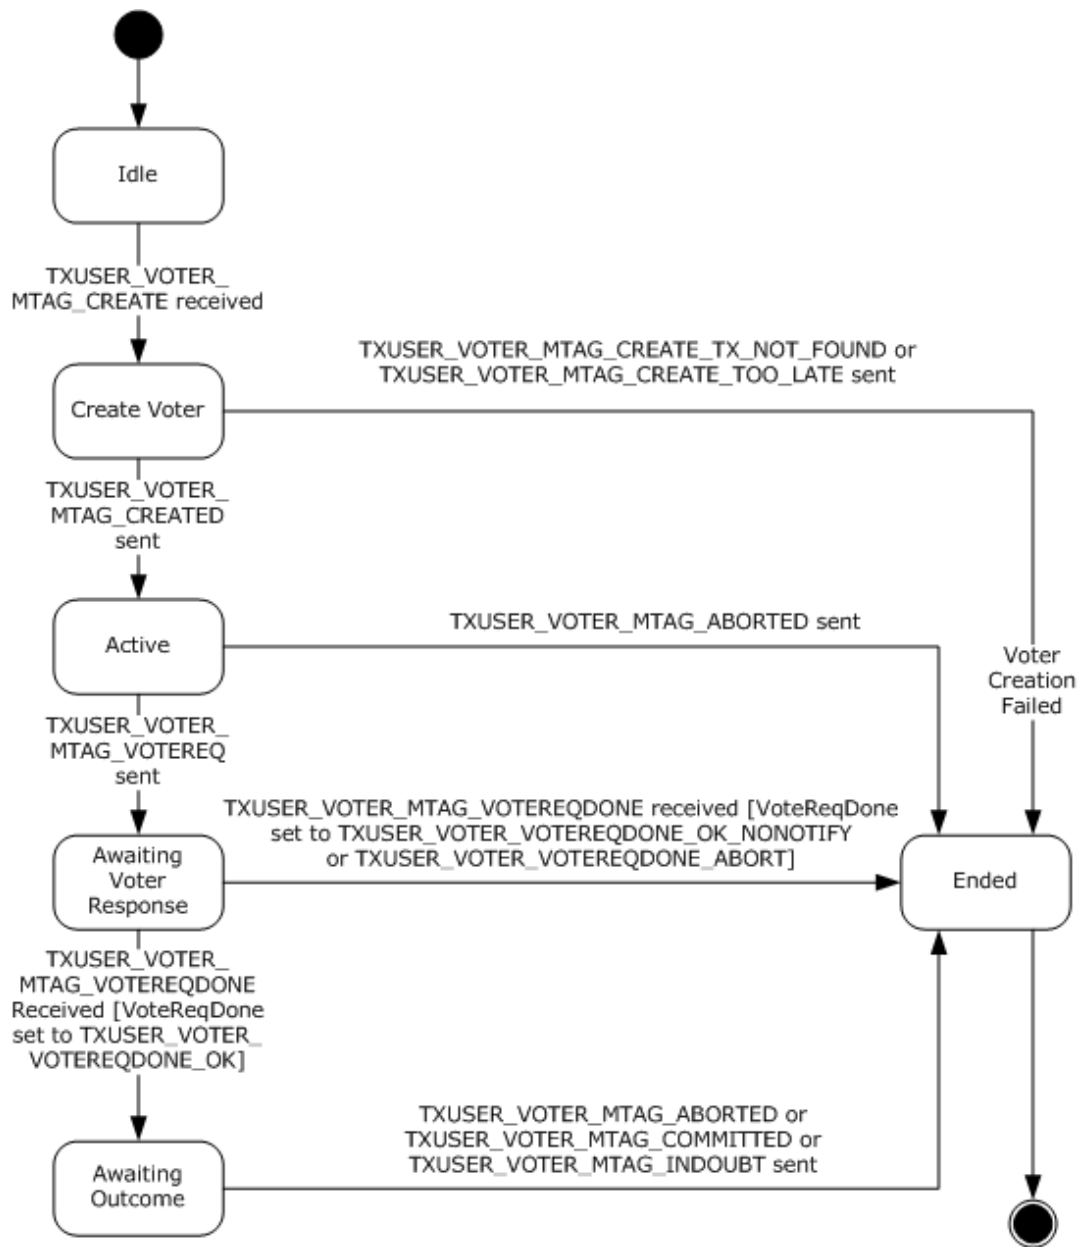 Idle
TXUSER_VOTER_
MTAG_CREATE received
TXUSER_VOTER_MTAG_CREATE_TX_NOT_FOUND or
TXUSER_VOTER_MTAG_CREATE_TOO_LATE sent
Create Voter
TXUSER_VOTER_
MTAG_CREATED
sent
TXUSER_VOTER_MTAG_ABORTED sent
Active
Voter
Creation
Failed
TXUSER_VOTER_
MTAG_VOTEREQ
sent
TXUSER_VOTER_MTAG_VOTEREQDONE received [VoteReqDone
set to TXUSER_VOTER_VOTEREQDONE_OK_NONOTIFY
or TXUSER_VOTER_VOTEREQDONE_ABORT]
Awaiting
Voter
Response
Ended
TXUSER_VOTER_
MTAG_VOTEREQDONE
Received [VoteReqDone
set to TXUSER_VOTER_
VOTEREQDONE_OK]
TXUSER_VOTER_MTAG_ABORTED or
TXUSER_VOTER_MTAG_COMMITTED or
TXUSER_VOTER_MTAG_INDOUBT sent
Awaiting
Outcome